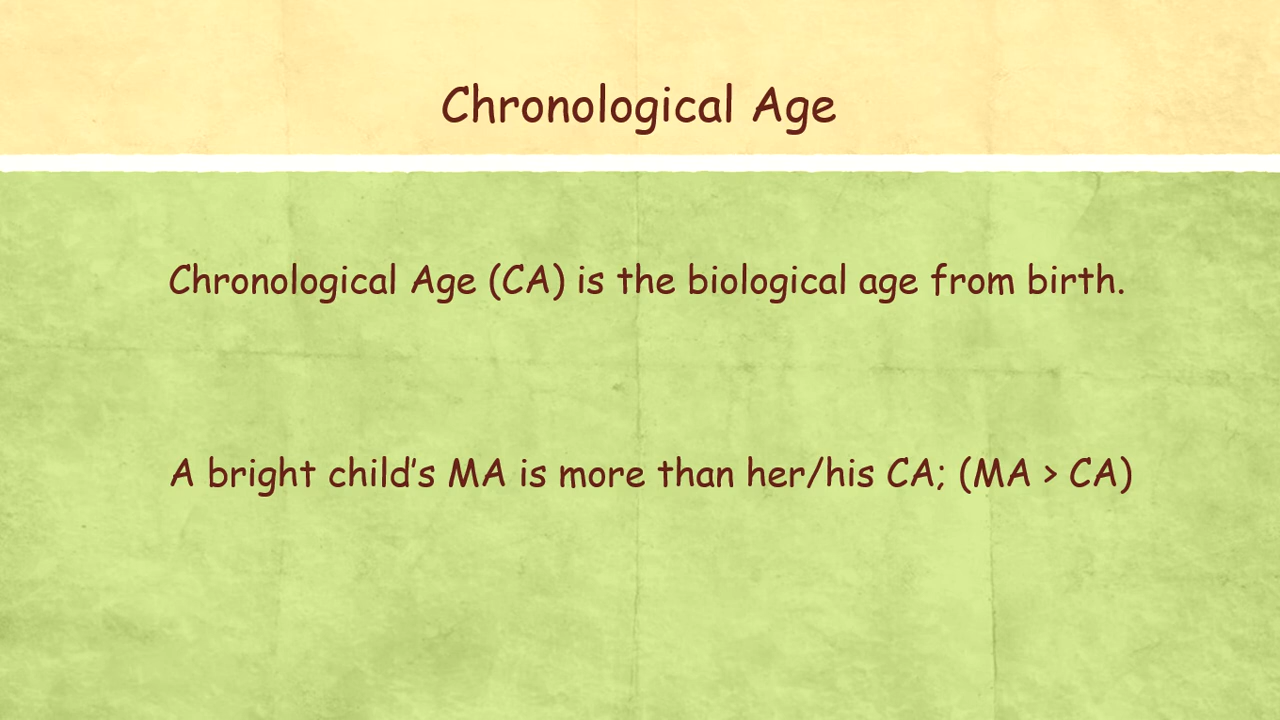 Chronological Age
Chronological Age (CA) is the biological age from birth.
A bright child’s MA is more than her/his CA; (MA > CA)